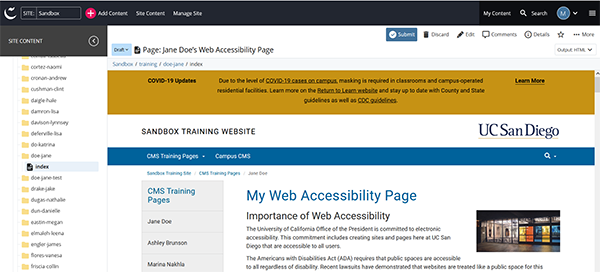 SITE: Sandbox Add Content Site Content Manage Site My Content Search M
SITE CONTENT
Submit Discard Edit Comments Details More
Draft Page: Jane Doe's Web Accessibility Page Output: HTML
Sandbox / training / doe-jane / index
cortez-naomi
cronan-andrew
cushman-clint
daigle-hale
damron-lisa
davison-lynnsey
deferville-lisa
do-katrina
doe-jane
index
doe-jane-test
drake-jake
dugas-nathalie
dun-danielle
eastin-megan
elmaleh-leena
engler-james
flores-vanesa
friscia-collin
COVID-19 Updates
Due to the level of COVID-19 cases on campus, masking is required in classrooms and campus-operated
residential facilities. Learn more on the Return to Learn website and stay up to date with County and State
guidelines as well as CDC guidelines.
Learn More
SANDBOX TRAINING WEBSITE
UC San Diego
CMS Training Pages Campus CMS
Sandbox Training Site CMS Training Pages Jane Doe
CMS Training
Pages
Jane Doe
Ashley Brunson
Marina Nakhla
My Web Accessibility Page
Importance of Web Accessibility
The University of California Office of the President is committed to electronic
accessibility. This commitment includes creating sites and pages here at UC San
Diego that are accessible to all users.
The Americans with Disabilities Act (ADA) requires that public spaces are accessible
to all regardless of disability. Recent lawsuits have demonstrated that websites are treated like a public space for this